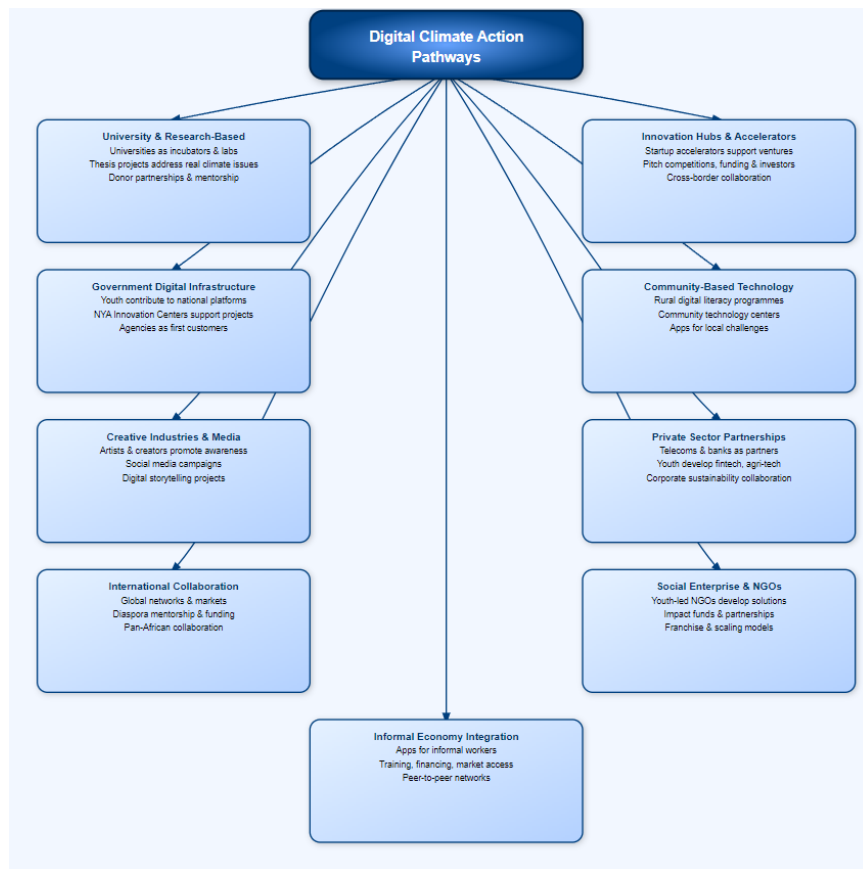 Digital Climate Action
Pathways
University & Research-Based
Universities as incubators & labs
Thesis projects address real climate issues
Donor partnerships & mentorship
Innovation Hubs & Accelerators
Startup accelerators support ventures
Pitch competitions, funding & investors
Cross-border collaboration
Government Digital Infrastructure
Youth contribute to national platforms
NYA Innovation Centers support projects
Agencies as first customers
Community-Based Technology
Rural digital literacy programmes
Community technology centers
Apps for local challenges
Creative Industries & Media
Artists & creators promote awareness
Social media campaigns
Digital storytelling projects
Private Sector Partnerships
Telecoms & banks as partners
Youth develop fintech, agri-tech
Corporate sustainability collaboration
International Collaboration
Global networks & markets
Diaspora mentorship & funding
Pan-African collaboration
Social Enterprise & NGOs
Youth-led NGOs develop solutions
Impact funds & partnerships
Franchise & scaling models
Informal Economy Integration
Apps for informal workers
Training, financing, market access
Peer-to-peer networks